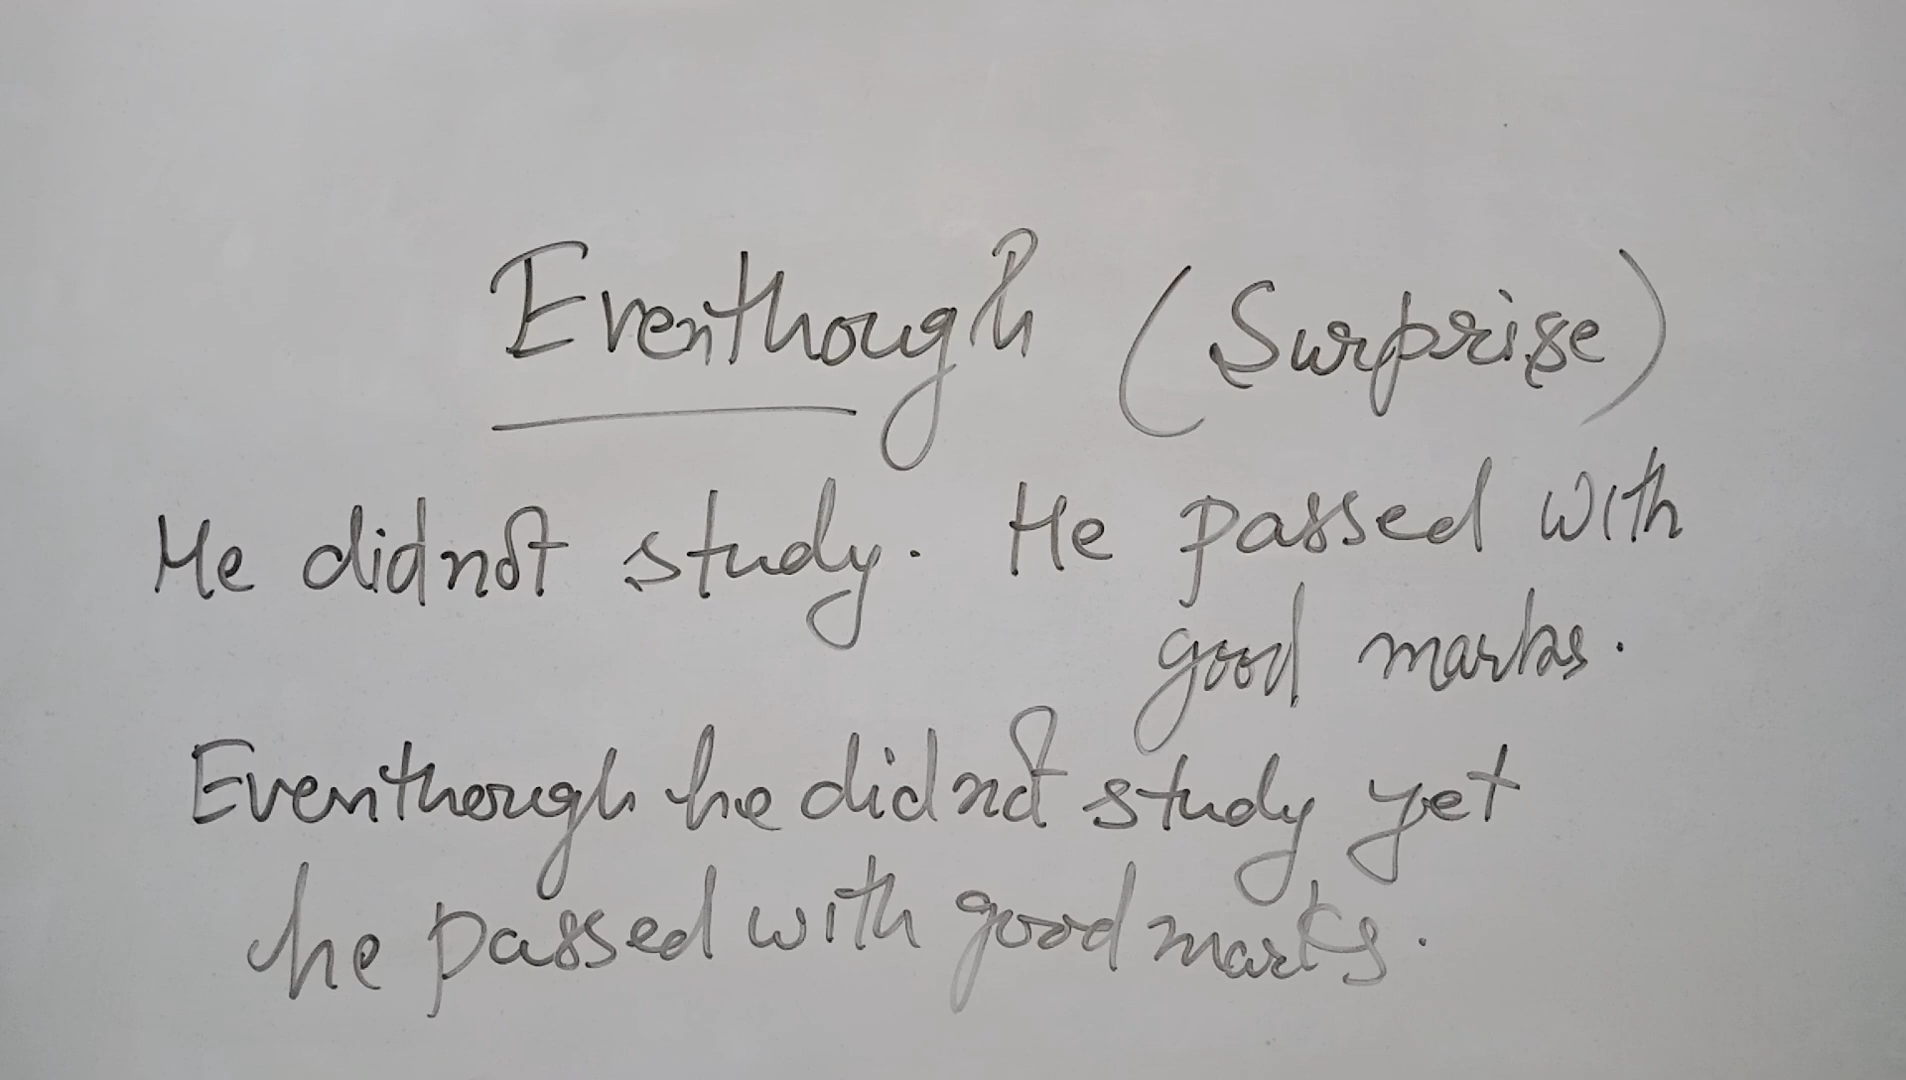 Eventhough (Surprise)
He didnot study. He passed with
good marks.
Eventhough he didnot study yet
he passed with good marks.